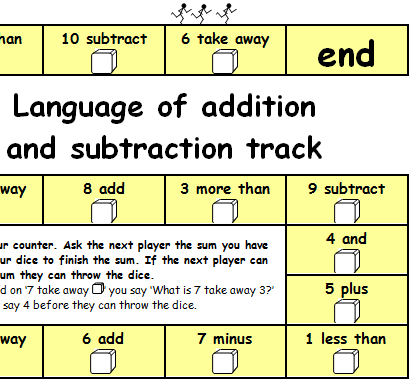 han 10 subtract 6 take away end
Language of addition
and subtraction track
way 8 add 3 more than 9 subtract
ur counter. Ask the next player the sum you have
ur dice to finish the sum. If the next player can
um they can throw the dice.
d on '7 take away' you say 'What is 7 take away 3?'
say 4 before they can throw the dice.
4 and
5 plus
way 6 add 7 minus 1 less than